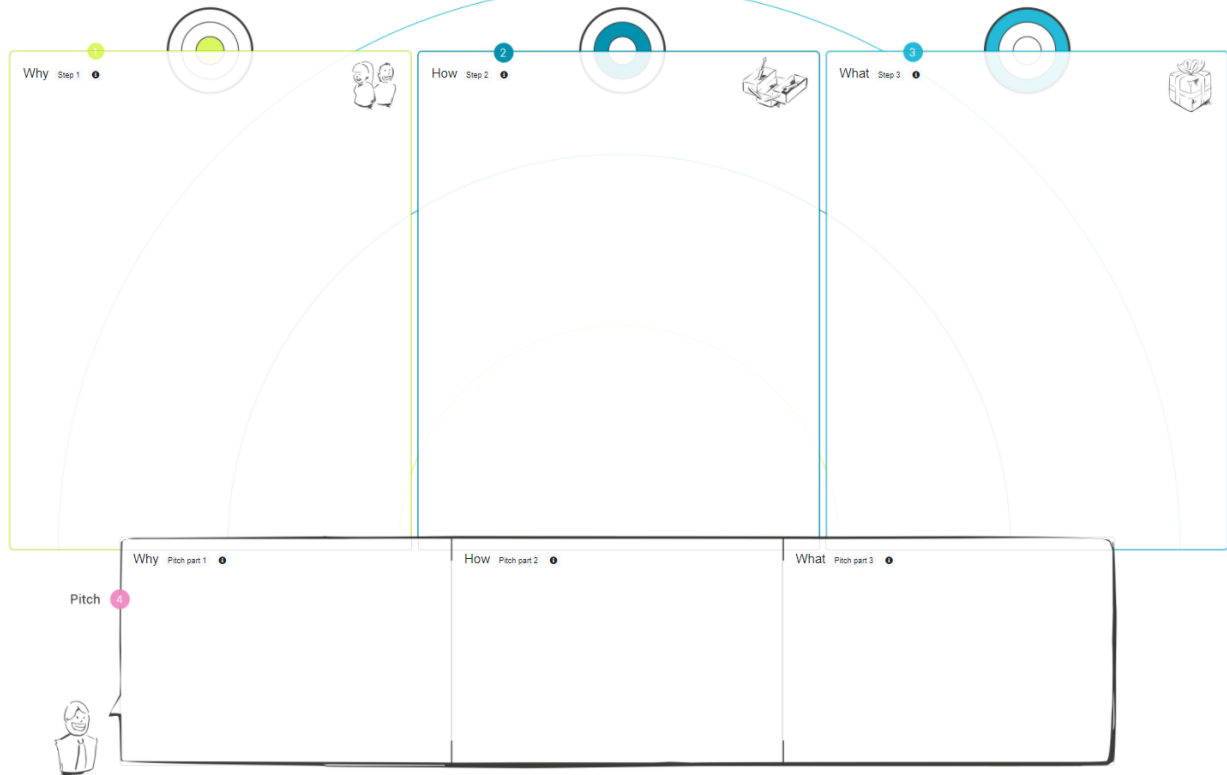 1
2
3
Why Step 1 i
How Step 2 i
What Step 3 i
Why Pitch part 1 i
How Pitch part 2 i
What Pitch part 3 i
Pitch 4